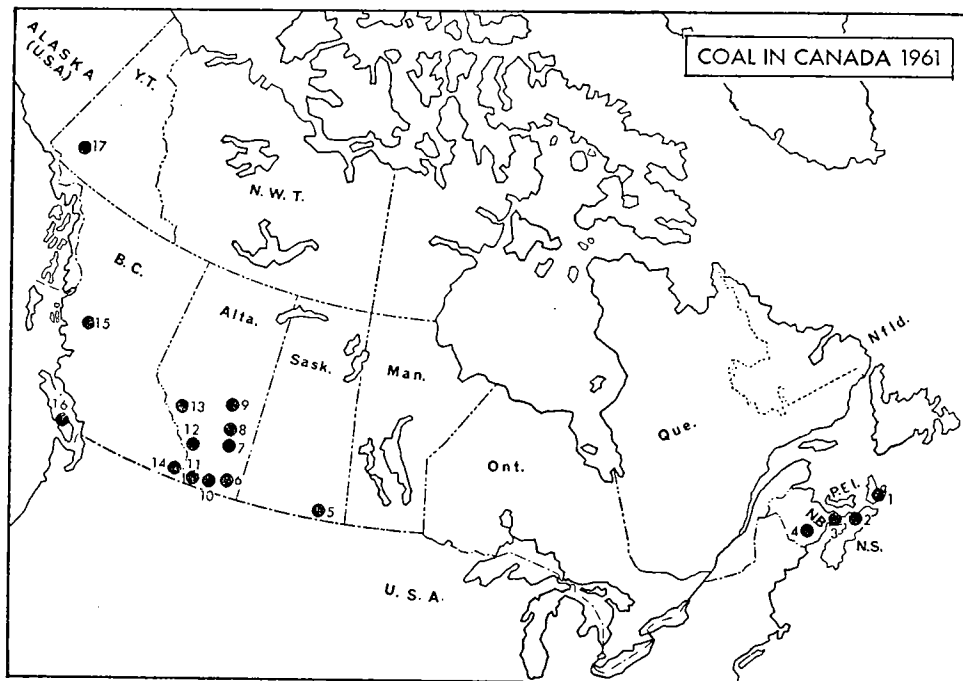 COAL IN CANADA 1961
ALASKA
(U.S.A.)
Y.T.
17
N.W.T.
B.C.
15
Alta.
Sask.
Man.
Nfld.
Que.
Ont.
16
13
9
8
12
7
14
11
6
10
5
P.E.I.
1
N.B.
2
3
4
N.S.
U.S.A.